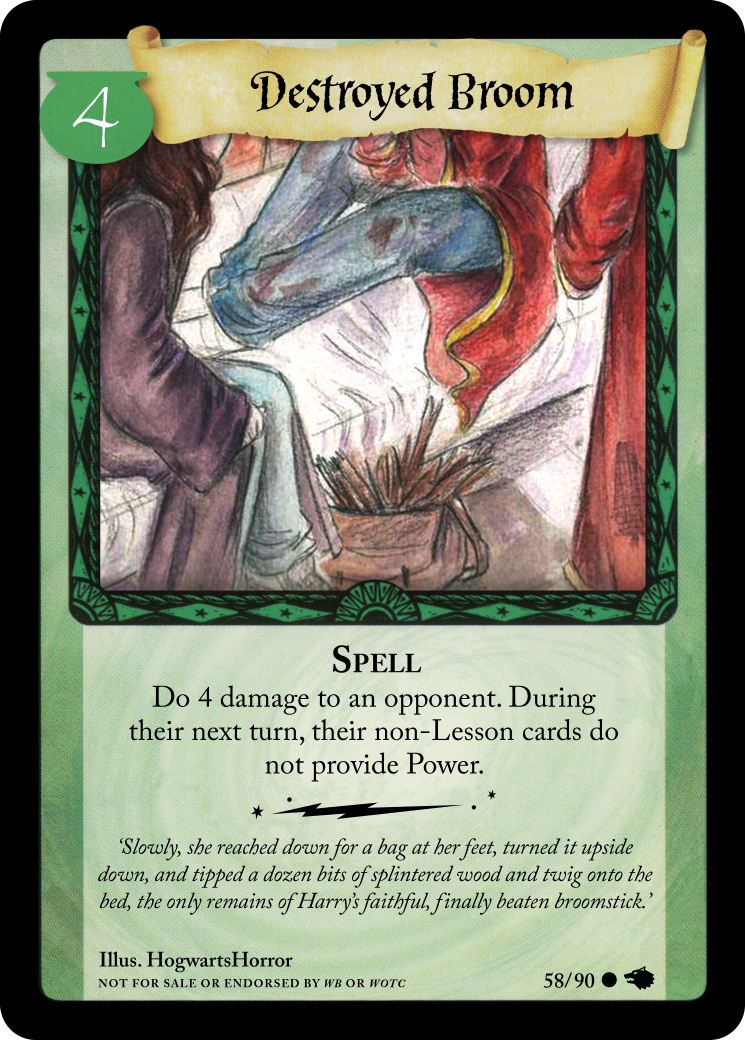 Destroyed Broom
4
Spell
Do 4 damage to an opponent. During
their next turn, their non-Lesson cards do
not provide Power.
‘Slowly, she reached down for a bag at her feet, turned it upside
down, and tipped a dozen bits of splintered wood and twig onto the
bed, the only remains of Harry’s faithful, finally beaten broomstick.’
Illus. HogwartsHorror
NOT FOR SALE OR ENDORSED BY WB OR WOTC
58/90